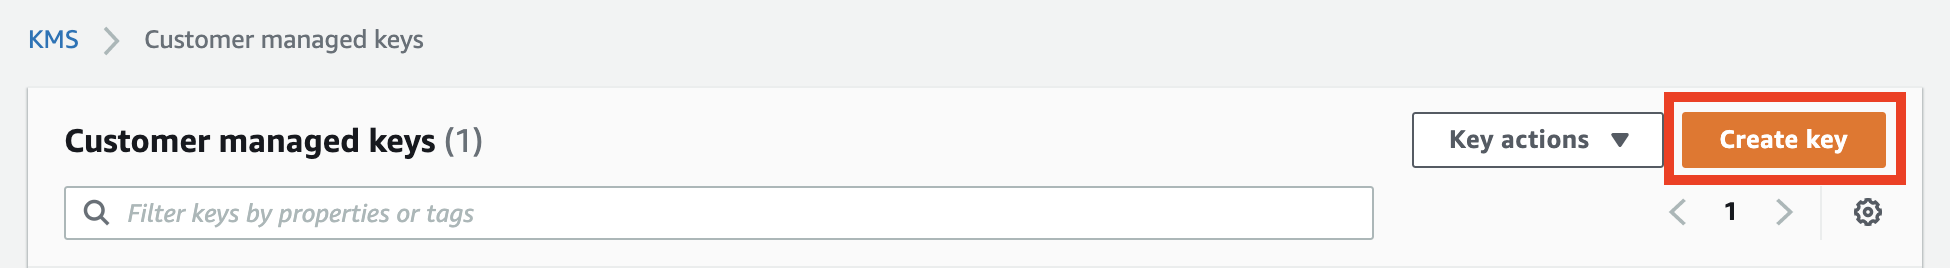 KMS > Customer managed keys
Customer managed keys (1)
Key actions
Create key
Filter keys by properties or tags
1